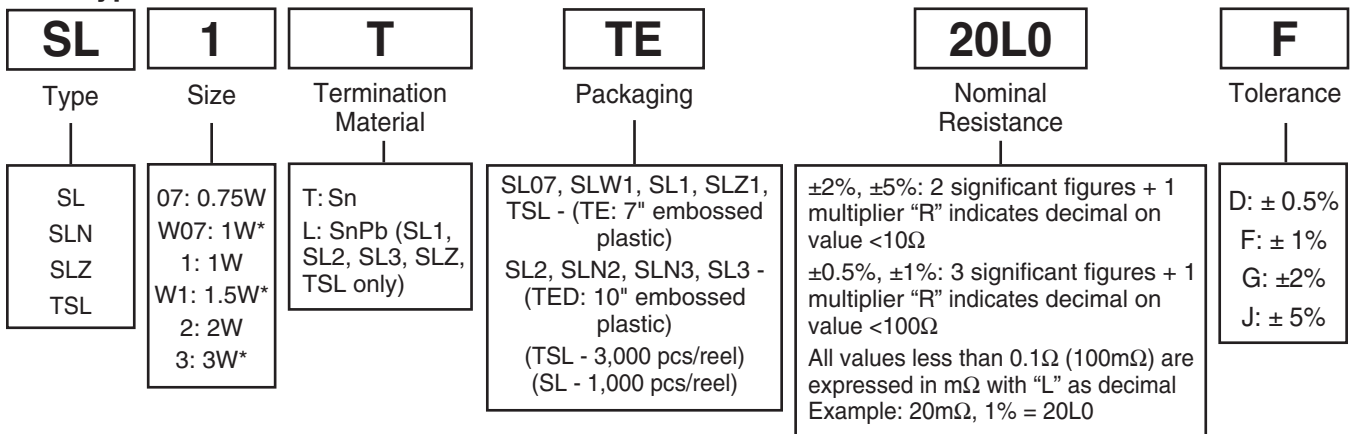 SL
1
T
TE
20L0
F
Type
Size
Termination
Material
Packaging
Nominal
Resistance
Tolerance
SL
SLN
SLZ
TSL
07: 0.75W
W07: 1W*
1: 1W
W1: 1.5W*
2: 2W
3: 3W*
T: Sn
L: SnPb (SL1,
SL2, SL3, SLZ,
TSL only)
SL07, SLW1, SL1, SLZ1,
TSL - (TE: 7" embossed
plastic)
SL2, SLN2, SLN3, SL3 -
(TED: 10" embossed
plastic)
(TSL - 3,000 pcs/reel)
(SL - 1,000 pcs/reel)
±2%, ±5%: 2 significant figures + 1
multiplier “R” indicates decimal on
value <10Ω
±0.5%, ±1%: 3 significant figures + 1
multiplier “R” indicates decimal on
value <100Ω
All values less than 0.1Ω (100mΩ) are
expressed in mΩ with “L” as decimal
Example: 20mΩ, 1% = 20L0
D: ± 0.5%
F: ± 1%
G: ±2%
J: ± 5%